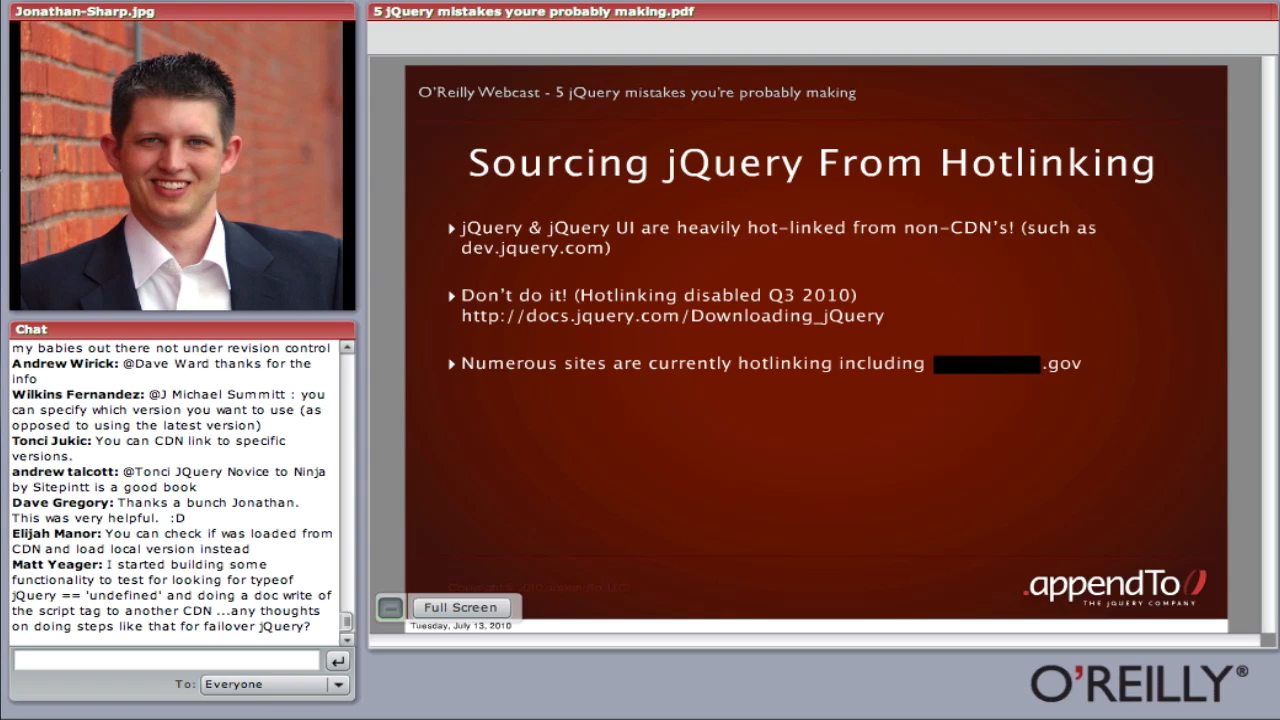 Jonathan-Sharp.jpg
Chat
my babies out there not under revision control
Andrew Wirick: @Dave Ward thanks for the
info
Wilkins Fernandez: @J Michael Summitt : you
can specify which version you want to use (as
opposed to using the latest version)
Tonci Jukic: You can CDN link to specific
versions.
andrew talcott: @Tonci JQuery Novice to Ninja
by Sitepintt is a good book
Dave Gregory: Thanks a bunch Jonathan.
This was very helpful.  :D
Elijah Manor: You can check if was loaded from
CDN and load local version instead
Matt Yeager: I started building some
functionality to test for looking for typeof
jQuery == 'undefined' and doing a doc write of
the script tag to another CDN ...any thoughts
on doing steps like that for failover jQuery?
To: Everyone
5 jQuery mistakes youre probably making.pdf
O'Reilly Webcast - 5 jQuery mistakes you're probably making
Sourcing jQuery From Hotlinking
jQuery & jQuery UI are heavily hot-linked from non-CDN's! (such as
dev.jquery.com)
Don't do it! (Hotlinking disabled Q3 2010)
http://docs.jquery.com/Downloading_jQuery
Numerous sites are currently hotlinking including .gov
.appendTo()
THE JQUERY COMPANY
Full Screen
Tuesday, July 13, 2010
O'REILLY®